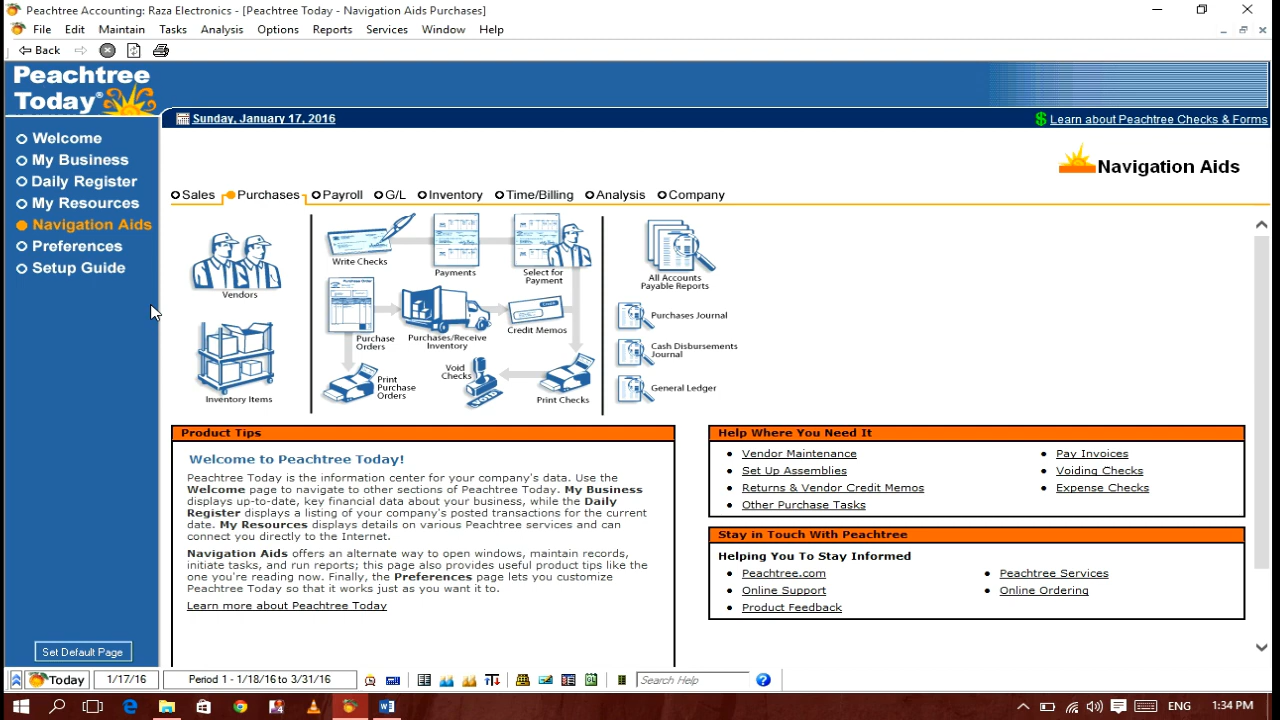 Peachtree Accounting: Raza Electronics - [Peachtree Today - Navigation Aids Purchases]
File Edit Maintain Tasks Analysis Options Reports Services Window Help
Back
Peachtree
Today®
Sunday, January 17, 2016
$ Learn about Peachtree Checks & Forms
Welcome
My Business
Daily Register
My Resources
Navigation Aids
Preferences
Setup Guide
Navigation Aids
Sales Purchases Payroll G/L Inventory Time/Billing Analysis Company
Vendors
Inventory Items
Write Checks
Payments
Select for
Payment
Purchase Order
Purchase
Orders
Purchases/Receive
Inventory
Credit Memos
Print
Purchase
Orders
Void
Checks
VOID
Print Checks
All Accounts
Payable Reports
Purchases Journal
Cash Disbursements
Journal
General Ledger
Product Tips
Welcome to Peachtree Today!
Peachtree Today is the information center for your company's data. Use the
Welcome page to navigate to other sections of Peachtree Today. My Business
displays up-to-date, key financial data about your business, while the Daily
Register displays a listing of your company's posted transactions for the current
date. My Resources displays details on various Peachtree services and can
connect you directly to the Internet.
Navigation Aids offers an alternate way to open windows, maintain records,
initiate tasks, and run reports; this page also provides useful product tips like the
one you're reading now. Finally, the Preferences page lets you customize
Peachtree Today so that it works just as you want it to.
Learn more about Peachtree Today
Help Where You Need It
Vendor Maintenance
Set Up Assemblies
Returns & Vendor Credit Memos
Other Purchase Tasks
Pay Invoices
Voiding Checks
Expense Checks
Stay in Touch With Peachtree
Helping You To Stay Informed
Peachtree.com
Online Support
Product Feedback
Peachtree Services
Online Ordering
Set Default Page
Today 1/17/16 Period 1 - 1/18/16 to 3/31/16 Search Help
ENG 1:34 PM